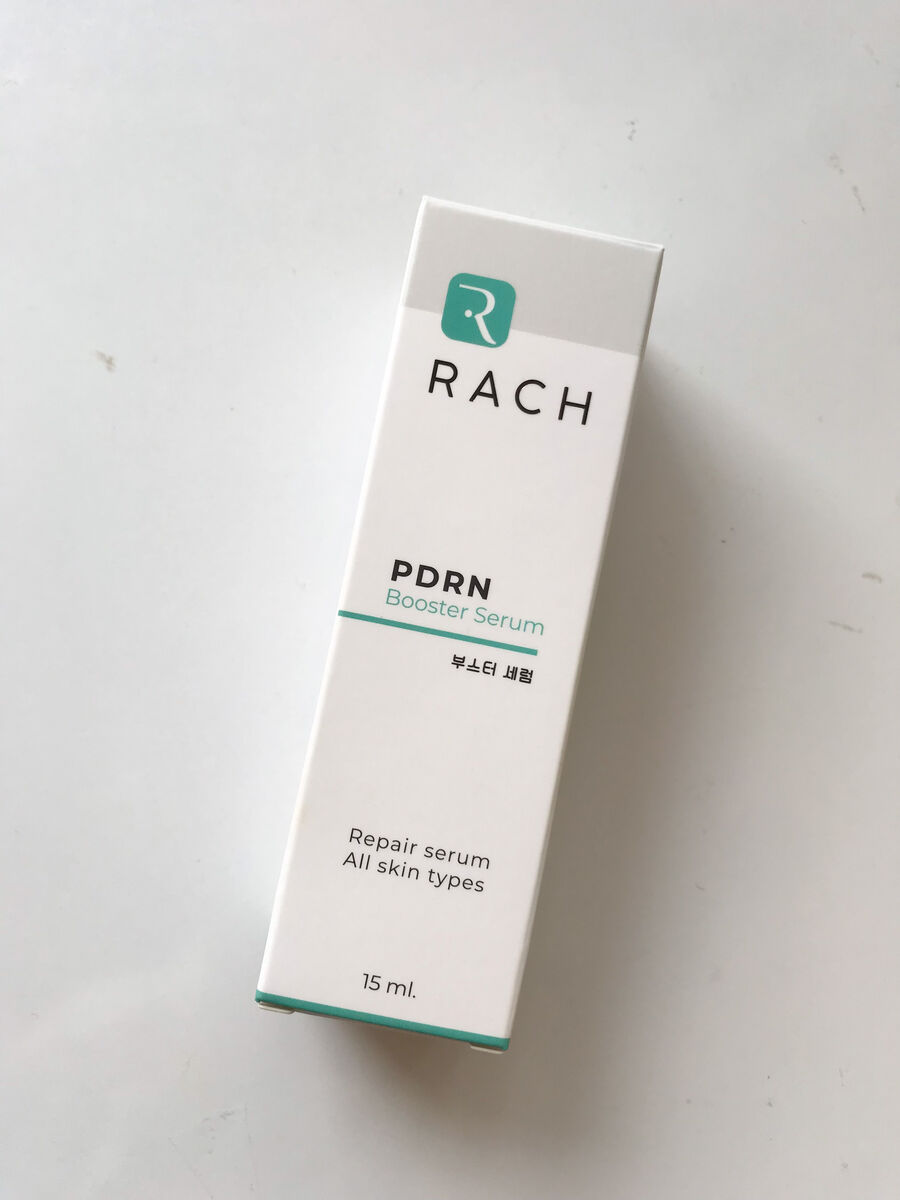 R
RACH
PDRN
Booster Serum
부스터 세럼
Repair serum
All skin types
15 ml.